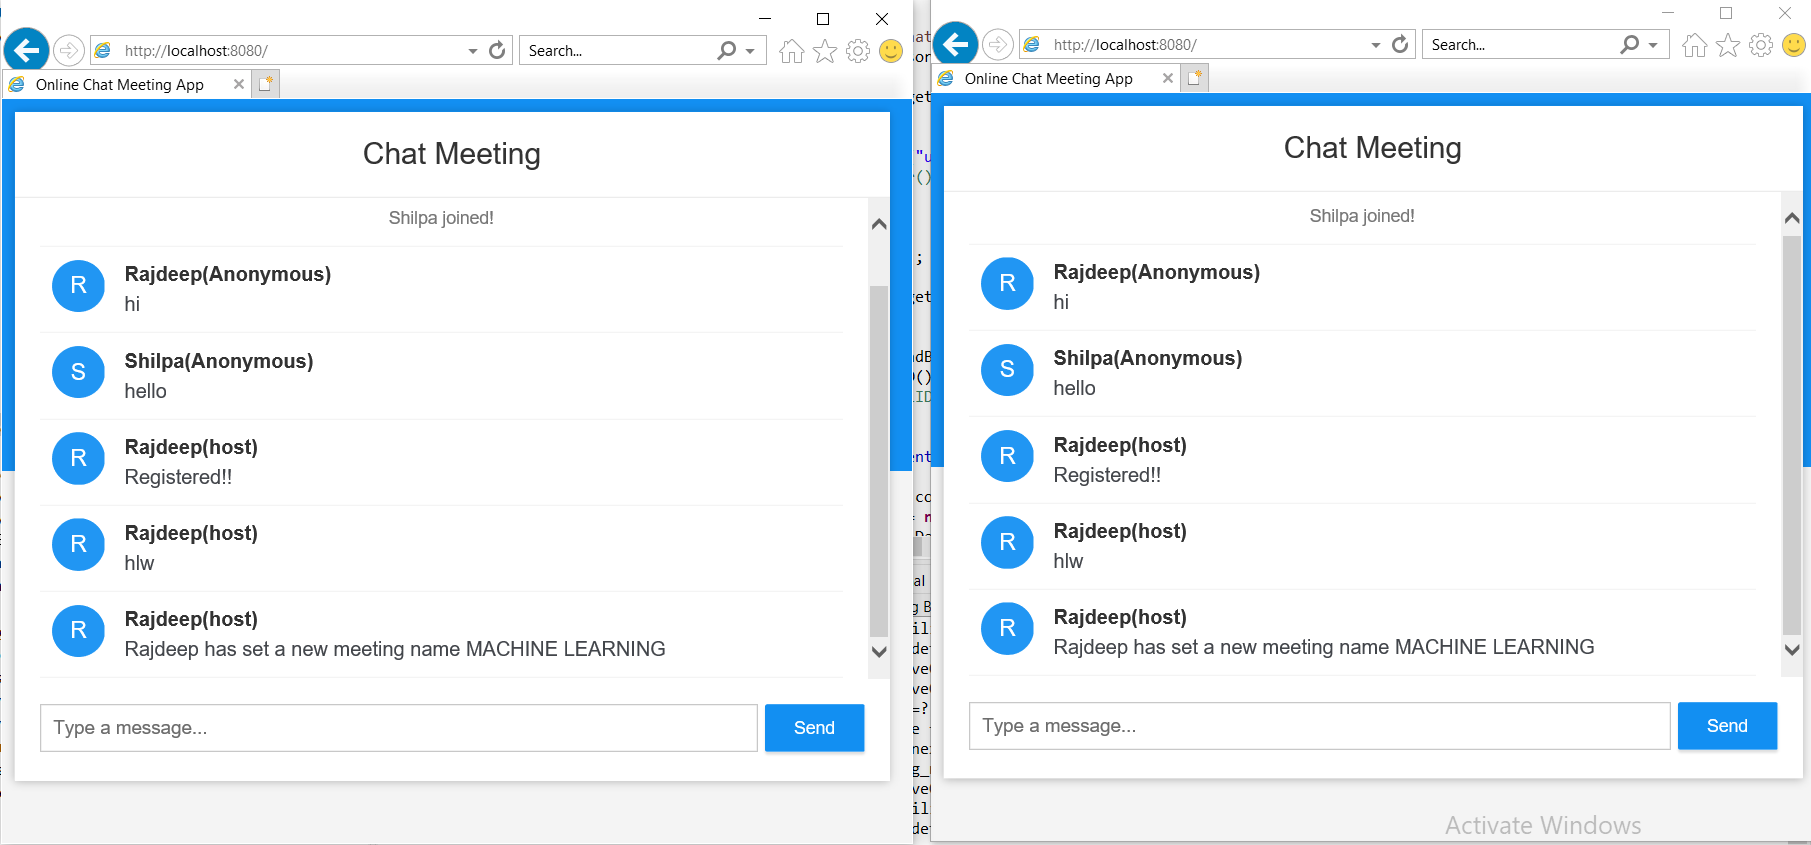 http://localhost:8080/
Search...
Online Chat Meeting App
Chat Meeting
Shilpa joined!
R
Rajdeep(Anonymous)
hi
S
Shilpa(Anonymous)
hello
R
Rajdeep(host)
Registered!!
R
Rajdeep(host)
hlw
R
Rajdeep(host)
Rajdeep has set a new meeting name MACHINE LEARNING
Type a message...
Send
http://localhost:8080/
Search...
Online Chat Meeting App
Chat Meeting
Shilpa joined!
R
Rajdeep(Anonymous)
hi
S
Shilpa(Anonymous)
hello
R
Rajdeep(host)
Registered!!
R
Rajdeep(host)
hlw
R
Rajdeep(host)
Rajdeep has set a new meeting name MACHINE LEARNING
Type a message...
Send
Activate Windows